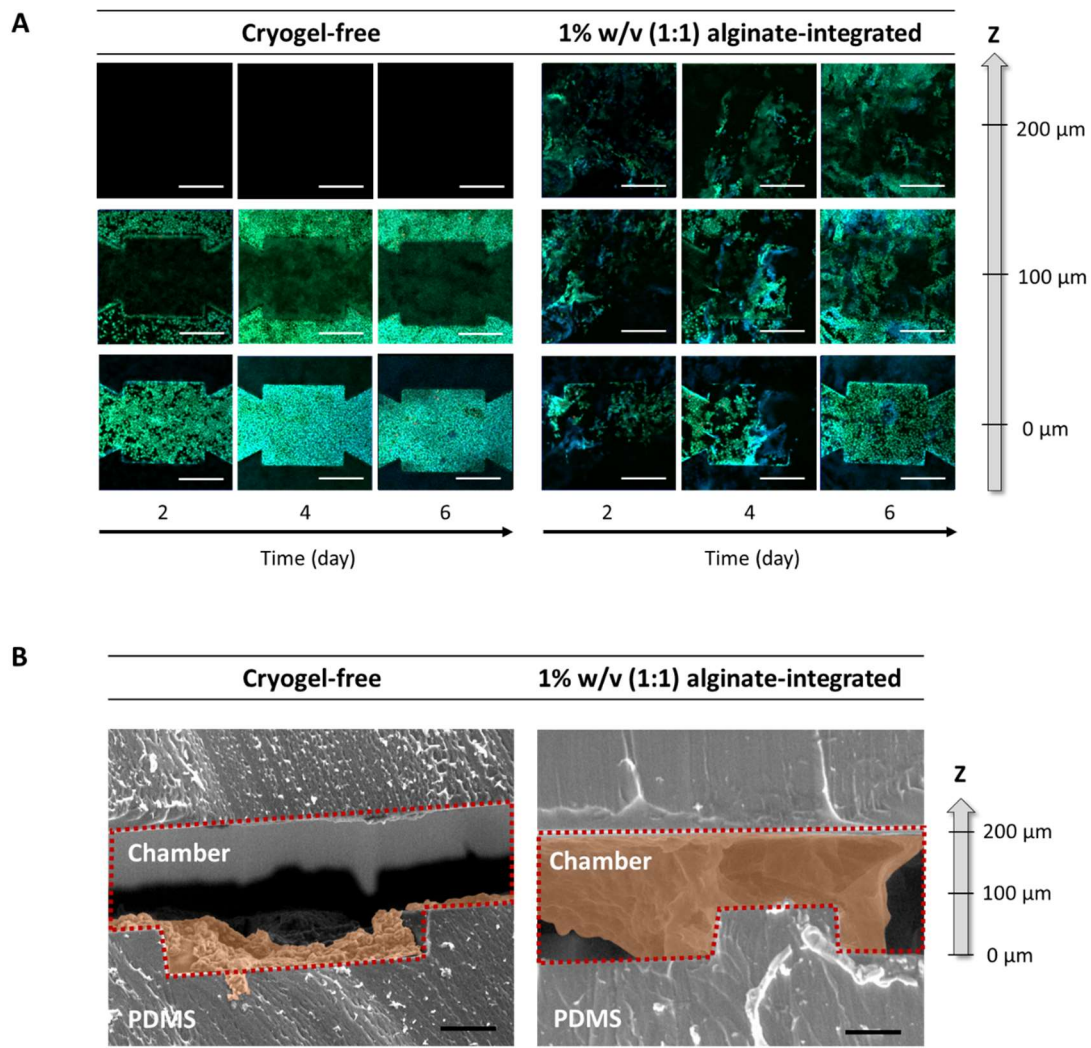 A
Cryogel-free
1% w/v (1:1) alginate-integrated
Z
200 µm
100 µm
0 µm
2
4
6
2
4
6
Time (day)
Time (day)
B
Cryogel-free
1% w/v (1:1) alginate-integrated
Chamber
PDMS
Chamber
PDMS
Z
200 µm
100 µm
0 µm